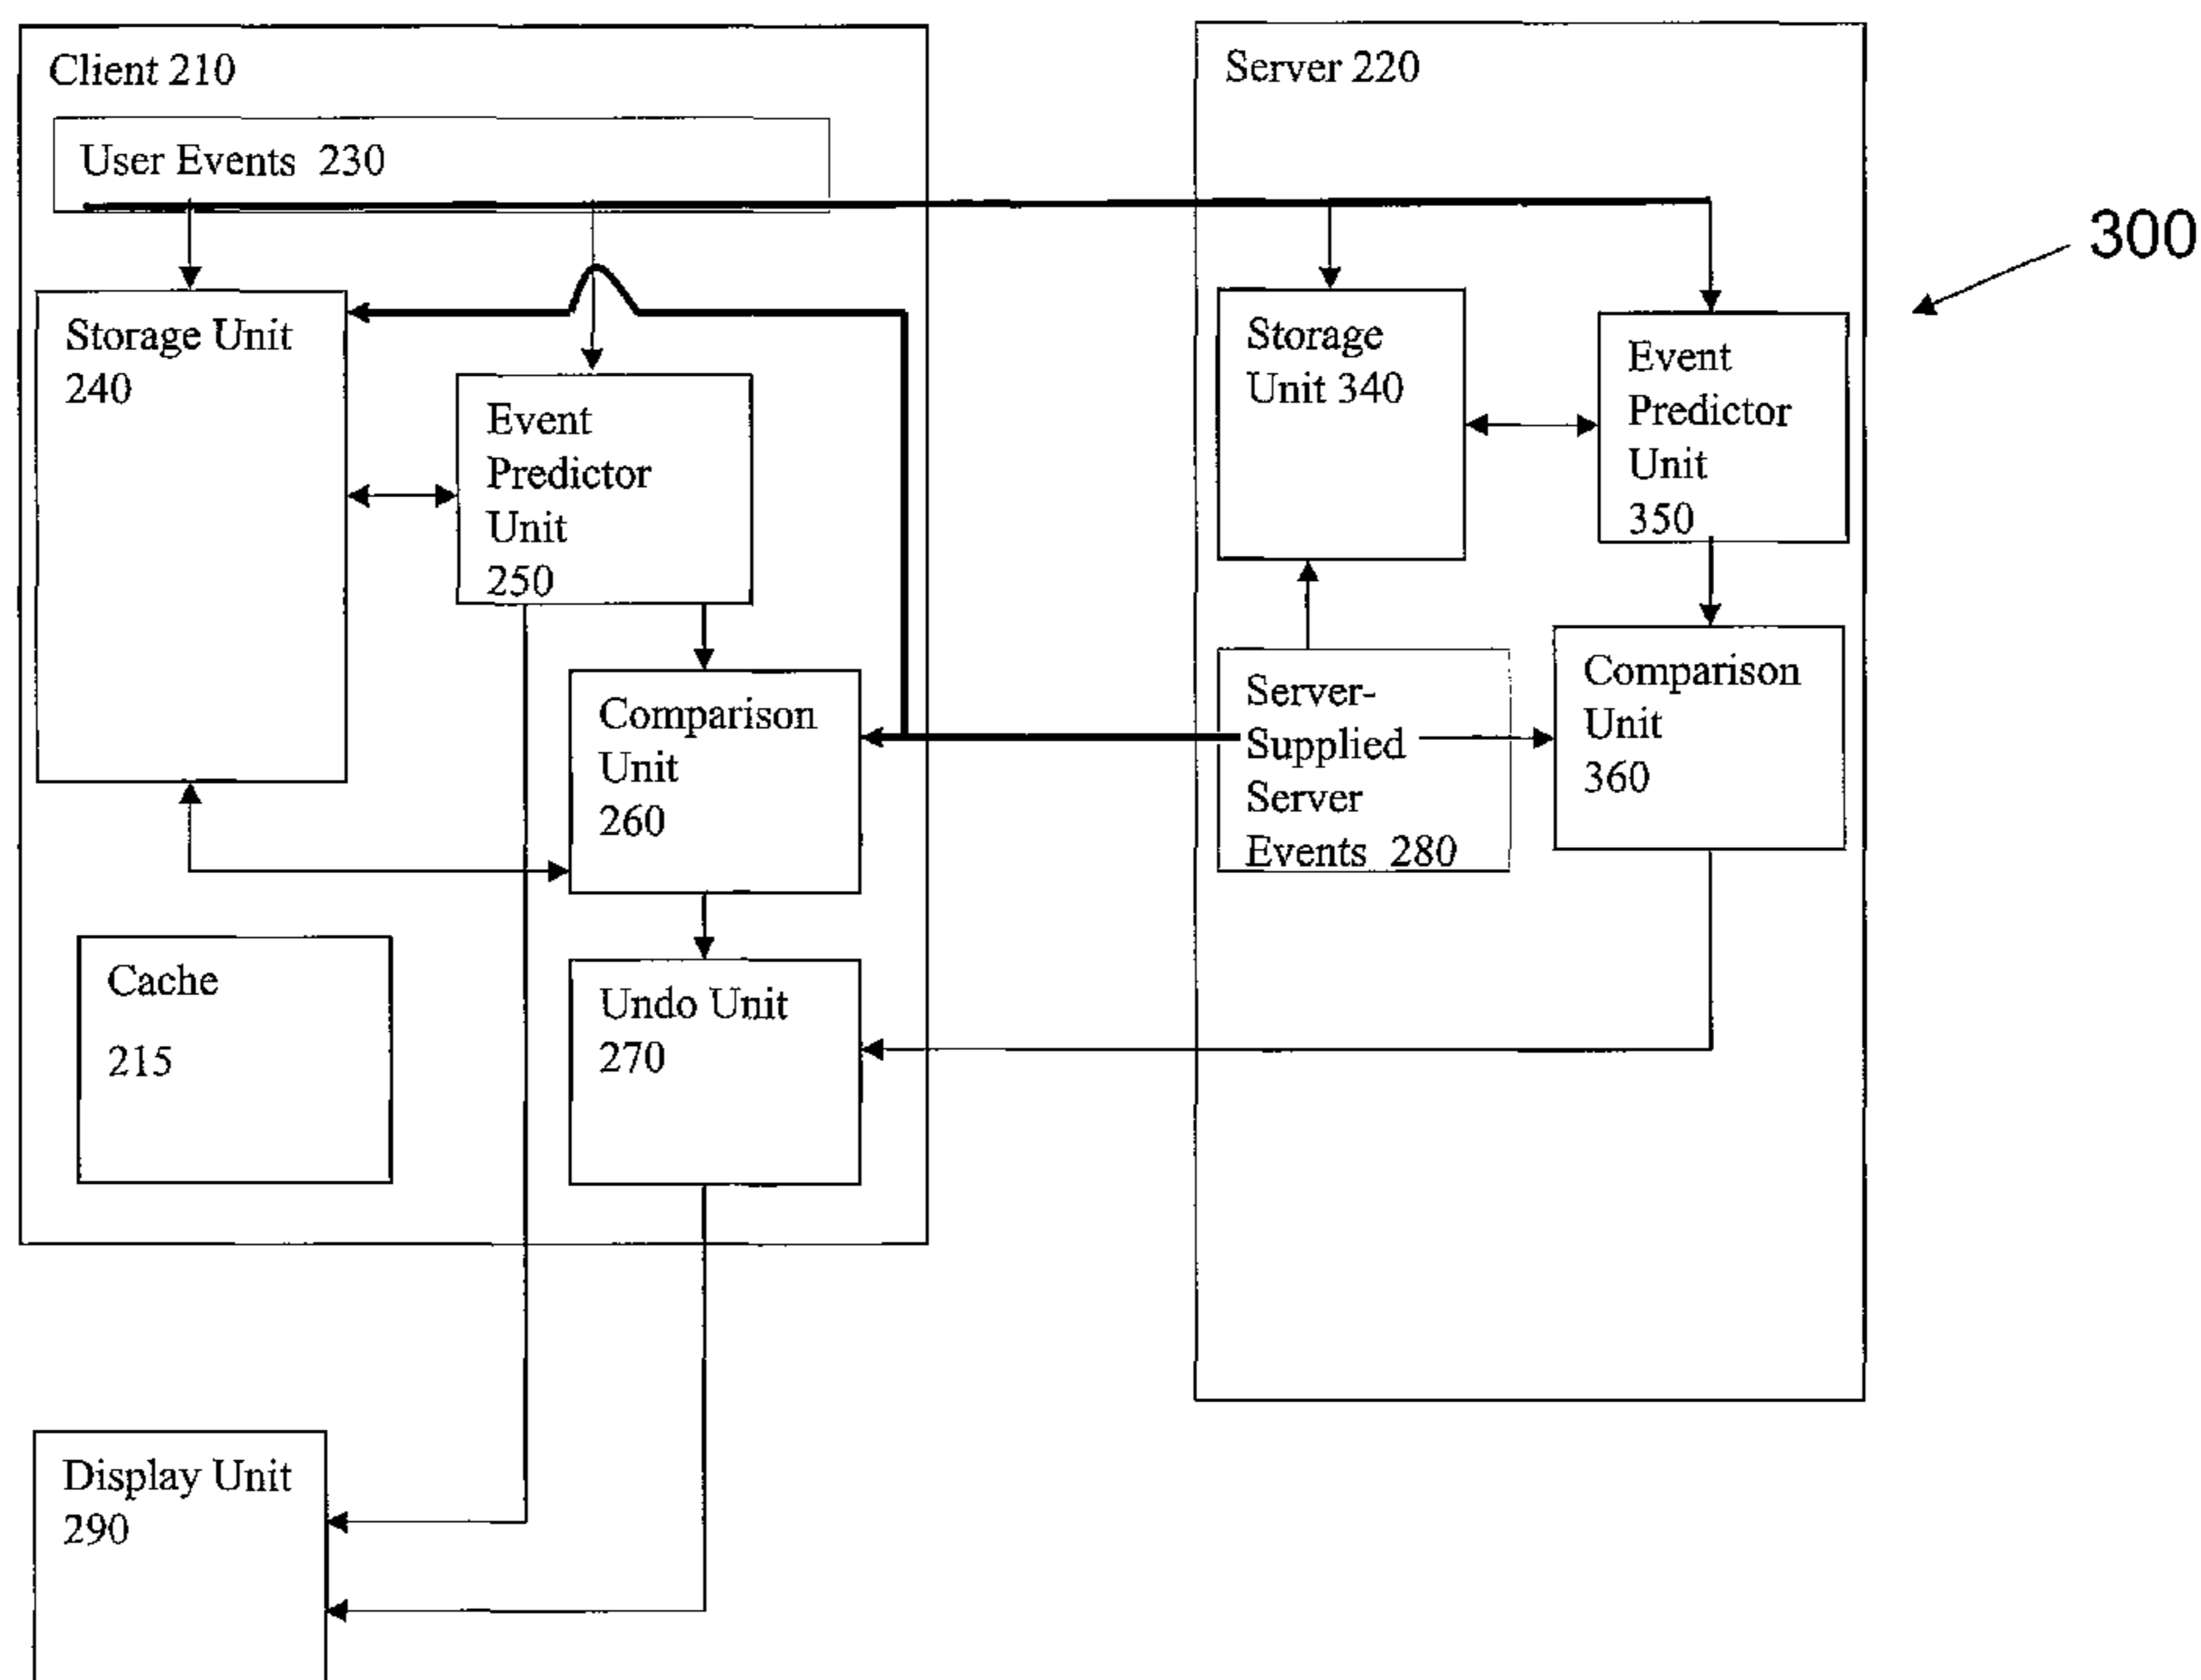 Client 210
User Events 230
Storage Unit
240
Event
Predictor
Unit
250
Comparison
Unit
260
Cache
215
Undo Unit
270
Display Unit
290
Server 220
Storage
Unit 340
Event
Predictor
Unit
350
Server-
Supplied
Server
Events 280
Comparison
Unit
360
300